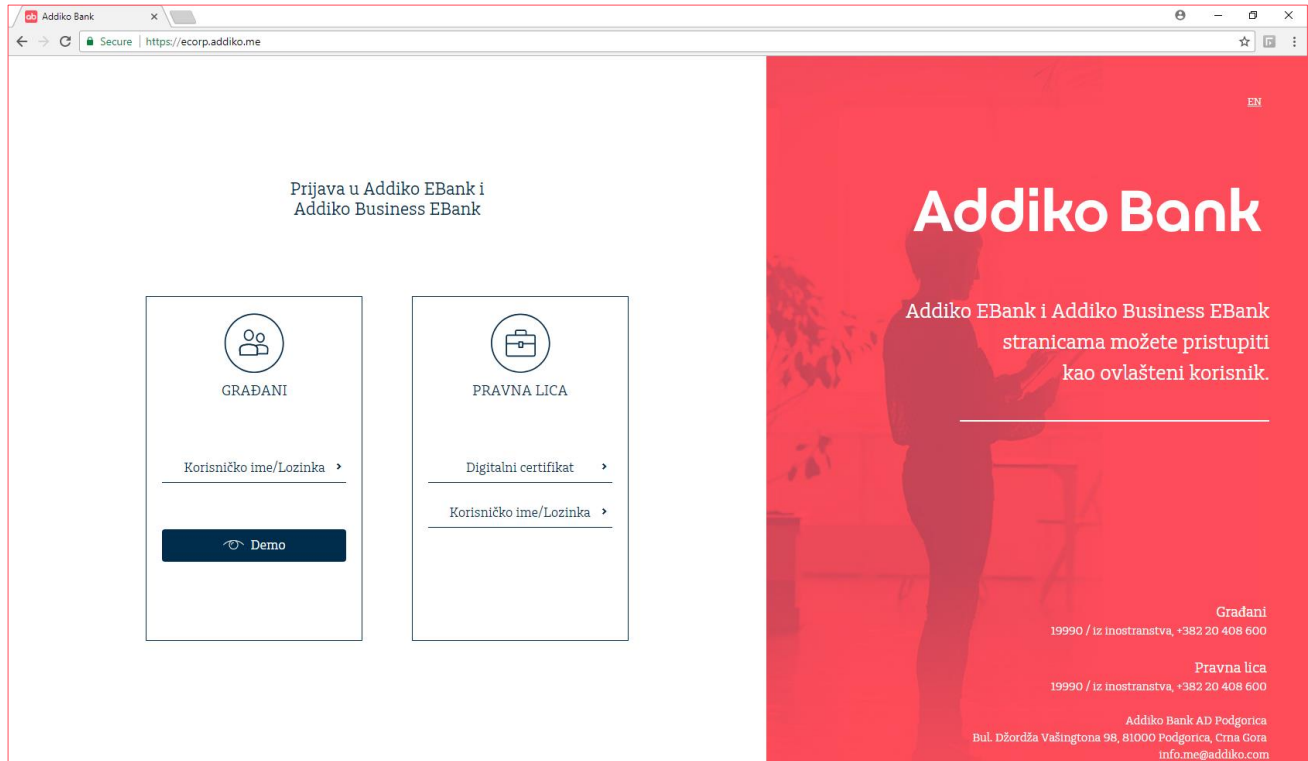 ab Addiko Bank
Secure | https://ecorp.addiko.me
Prijava u Addiko EBank i
Addiko Business EBank
GRAĐANI
Korisničko ime/Lozinka
Demo
PRAVNA LICA
Digitalni certifikat
Korisničko ime/Lozinka
EN
Addiko Bank
Addiko EBank i Addiko Business EBank
stranicama možete pristupiti
kao ovlašteni korisnik.
Građani
19990 / iz inostranstva, +382 20 408 600
Pravna lica
19990 / iz inostranstva, +382 20 408 600
Addiko Bank AD Podgorica
Bul. Džordža Vašingtona 98, 81000 Podgorica, Crna Gora
info.me@addiko.com